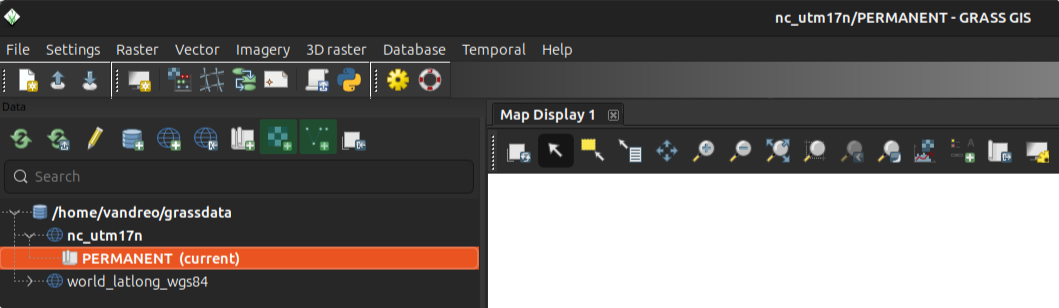 nc_utm17n/PERMANENT - GRASS GIS
File Settings Raster Vector Imagery 3D raster Database Temporal Help
Data
Map Display 1
Search
/home/vandreo/grassdata
nc_utm17n
PERMANENT (current)
world_latlong_wgs84